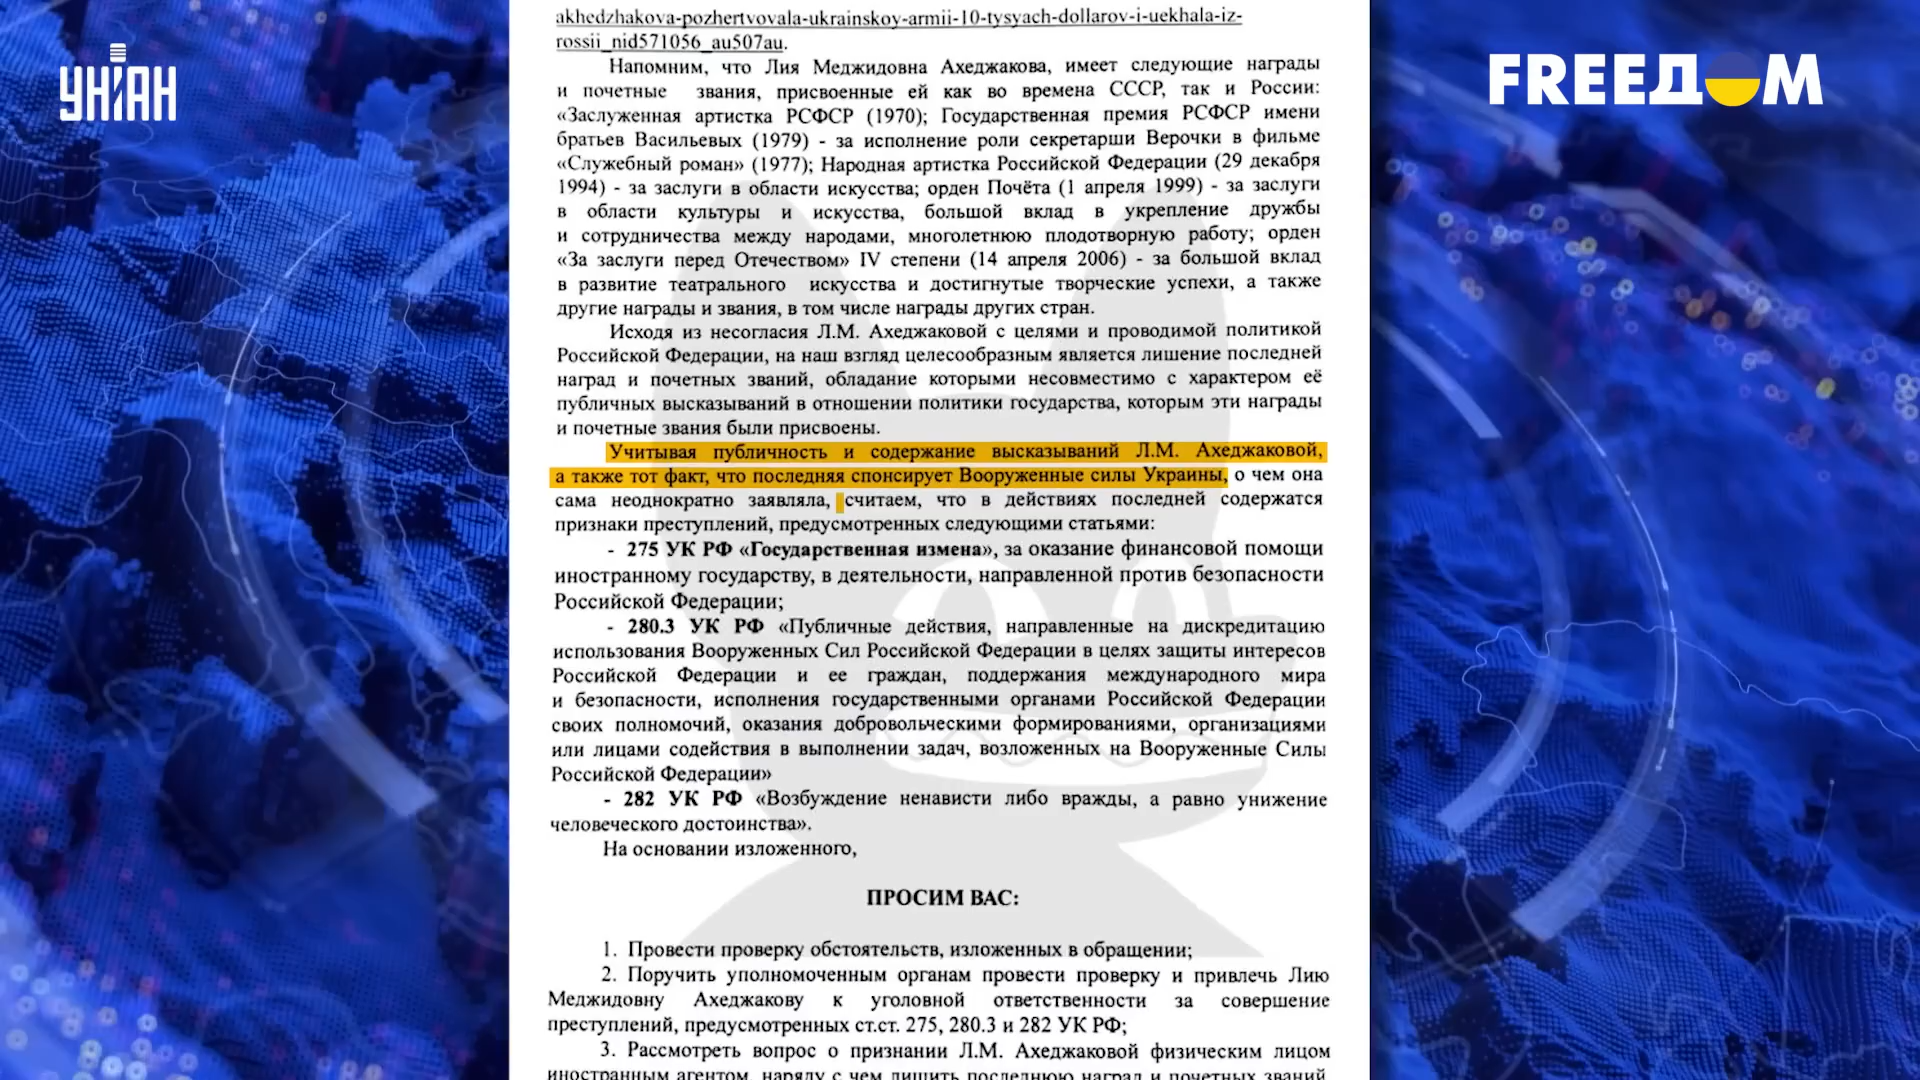 akhedzhakova-pozhertvovala-ukrainskoy-armii-10-tysyach-dollarov-i-uekhala-iz-
rossii_nid571056_au507au.
УНІАН
FREEДOM
Напомним, что Лия Меджидовна Ахеджакова, имеет следующие награды
и почетные звания, присвоенные ей как во времена СССР, так и России:
«Заслуженная артистка РСФСР (1970); Государственная премия РСФСР имени
братьев Васильевых (1979) - за исполнение роли секретарши Верочки в фильме
«Служебный роман» (1977); Народная артистка Российской Федерации (29 декабря
1994) - за заслуги в области искусства; орден Почёта (1 апреля 1999) - за заслуги
в области культуры и искусства, большой вклад в укрепление дружбы
и сотрудничества между народами, многолетнюю плодотворную работу; орден
«За заслуги перед Отечеством» IV степени (14 апреля 2006) - за большой вклад
в развитие театрального искусства и достигнутые творческие успехи, а также
другие награды и звания, в том числе награды других стран.
Исходя из несогласия Л.М. Ахеджаковой с целями и проводимой политикой
Российской Федерации, на наш взгляд целесообразным является лишение последней
наград и почетных званий, обладание которыми несовместимо с характером её
публичных высказываний в отношении политики государства, которым эти награды
и почетные звания были присвоены.
Учитывая публичность и содержание высказываний Л.М. Ахеджаковой,
а также тот факт, что последняя спонсирует Вооруженные силы Украины, о чем она
сама неоднократно заявляла, считаем, что в действиях последней содержатся
признаки преступлений, предусмотренных следующими статьями:
- 275 УК РФ «Государственная измена», за оказание финансовой помощи
иностранному государству, в деятельности, направленной против безопасности
Российской Федерации;
- 280.3 УК РФ «Публичные действия, направленные на дискредитацию
использования Вооруженных Сил Российской Федерации в целях защиты интересов
Российской Федерации и ее граждан, поддержания международного мира
и безопасности, исполнения государственными органами Российской Федерации
своих полномочий, оказания добровольческими формированиями, организациями
или лицами содействия в выполнении задач, возложенных на Вооруженные Силы
Российской Федерации»
- 282 УК РФ «Возбуждение ненависти либо вражды, а равно унижение
человеческого достоинства».
На основании изложенного,
ПРОСИМ ВАС:
1. Провести проверку обстоятельств, изложенных в обращении;
2. Поручить уполномоченным органам провести проверку и привлечь Лию
Меджидовну Ахеджакову к уголовной ответственности за совершение
преступлений, предусмотренных ст.ст. 275, 280.3 и 282 УК РФ;
3. Рассмотреть вопрос о признании Л.М. Ахеджаковой физическим лицом
иностранным агентом, наряду с чем лишить последнюю наград и почетных званий,